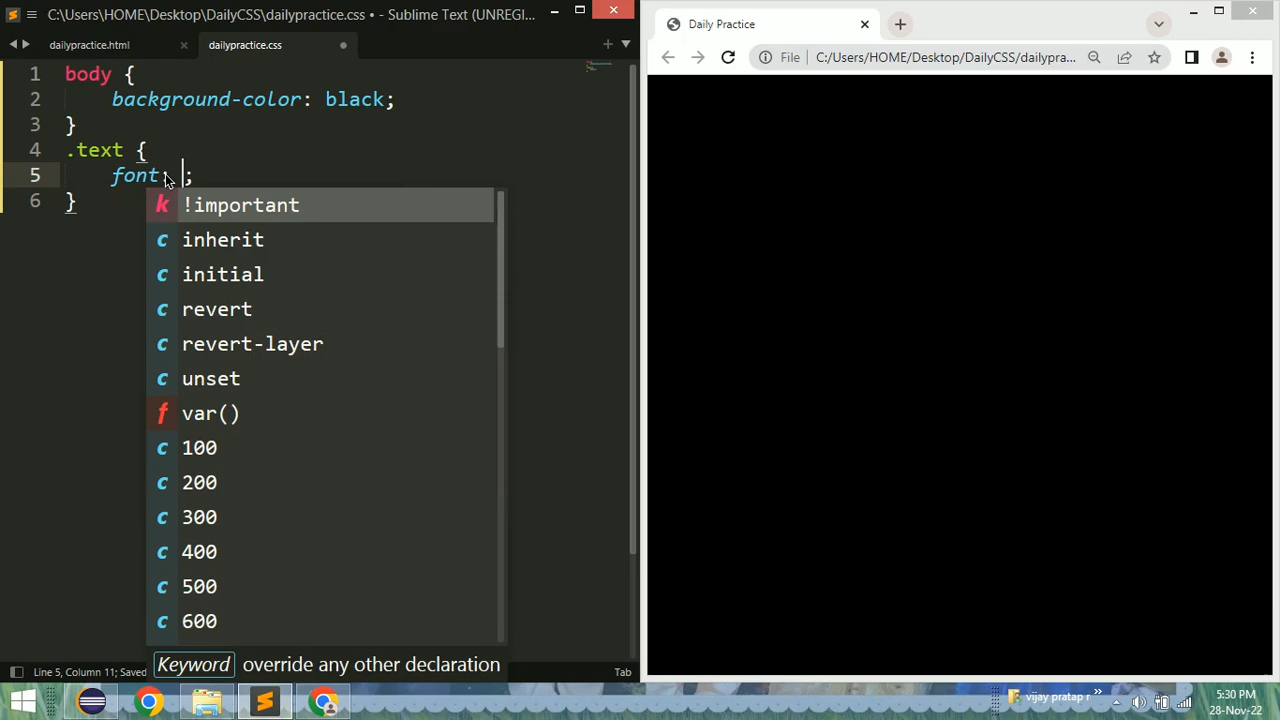 C:\Users\HOME\Desktop\DailyCSS\dailypractice.css • - Sublime Text (UNREGI...
dailypractice.html
dailypractice.css
1 body {
2 background-color: black;
3 }
4 .text {
5 font: ;
6 }
k !important
c inherit
c initial
c revert
c revert-layer
c unset
f var()
c 100
c 200
c 300
c 400
c 500
c 600
Keyword override any other declaration
Line 5, Column 11; Saved
Tab
Daily Practice
File C:/Users/HOME/Desktop/DailyCSS/dailypra...
vijay pratap r
5:30 PM
28-Nov-22